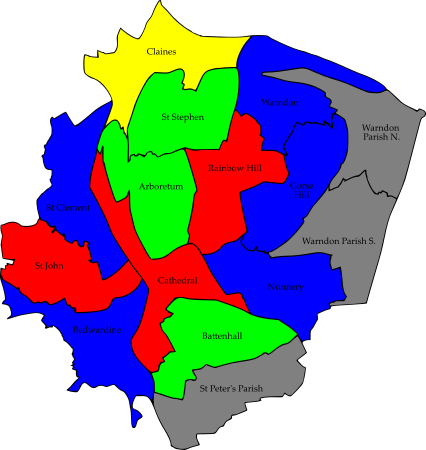 Claines
Warndon
St Stephen
Warndon
Parish N.
Rainbow Hill
Arboretum
Gorse
Hill
St Clement
Warndon Parish S.
St John
Cathedral
Nunnery
Bedwardine
Battenhall
St Peter's Parish